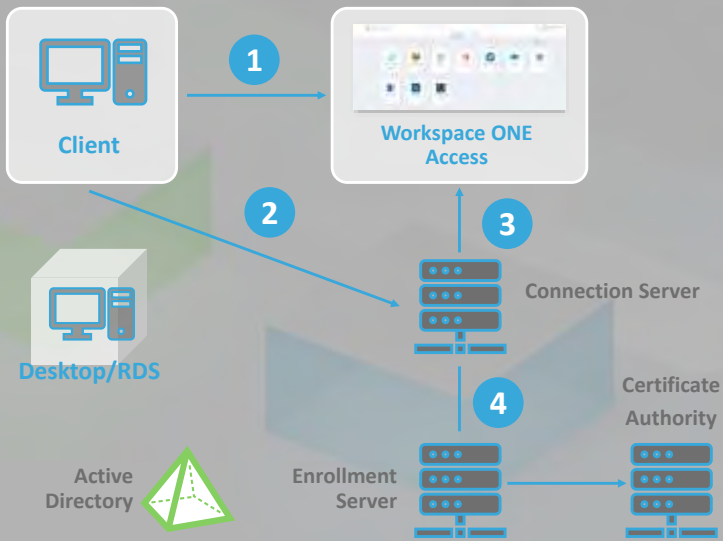 1
Client
Workspace ONE
Access
2
3
Connection Server
Desktop/RDS
4
Certificate
Authority
Active
Directory
Enrollment
Server